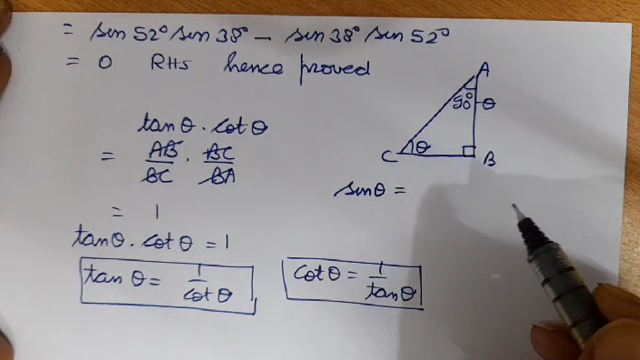 = sin 52° sin 38° - sin 38° sin 52°
= 0 RHS hence proved
A
90° - θ
C θ B
tan θ . cot θ
= AB/BC . BC/BA
sin θ =
= 1
tan θ . cot θ = 1
tan θ = 1/cot θ
cot θ = 1/tan θ